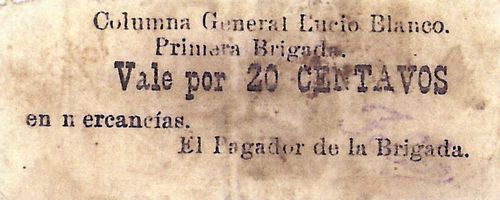 Columna General Lucio Blanco.
Primera Brigada.
Vale por 20 CENTAVOS
en n ercancías.
El Pagador de la Brigada.